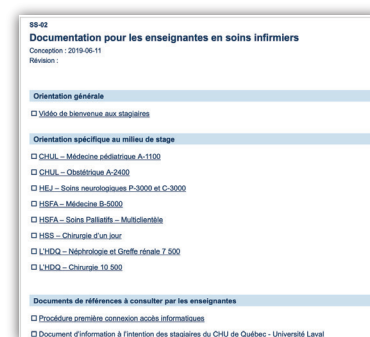 SS-02
Documentation pour les enseignantes en soins infirmiers
Conception : 2019-06-11
Révision :
Orientation générale
Vidéo de bienvenue aux stagiaires
Orientation spécifique au milieu de stage
CHUL – Médecine pédiatrique A-1100
CHUL – Obstétrique A-2400
HEJ – Soins neurologiques P-3000 et C-3000
HSFA – Médecine B-5000
HSFA – Soins Palliatifs – Multiclientèle
HSS – Chirurgie d'un jour
L'HDQ – Néphrologie et Greffe rénale 7 500
L'HDQ – Chirurgie 10 500
Documents de références à consulter par les enseignantes
Procédure première connexion accès informatiques
Document d'information à l'intention des stagiaires du CHU de Québec - Université Laval